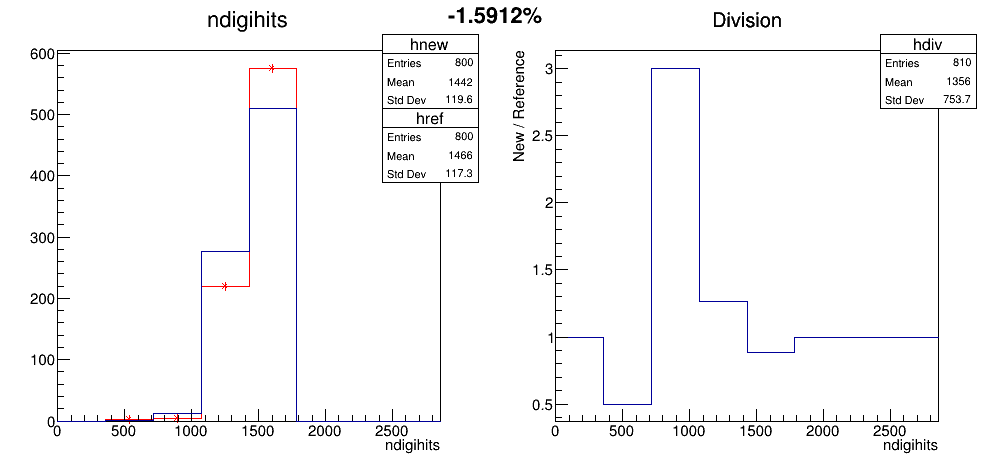 -1.5912%
ndigihits
hnew
Entries 800
Mean 1442
Std Dev 119.6
href
Entries 800
Mean 1466
Std Dev 117.3
600
500
400
300
200
100
0
0 500 1000 1500 2000 2500
ndigihits
Division
hdiv
Entries 810
Mean 1356
Std Dev 753.7
New / Reference
3
2.5
2
1.5
1
0.5
0 500 1000 1500 2000 2500
ndigihits